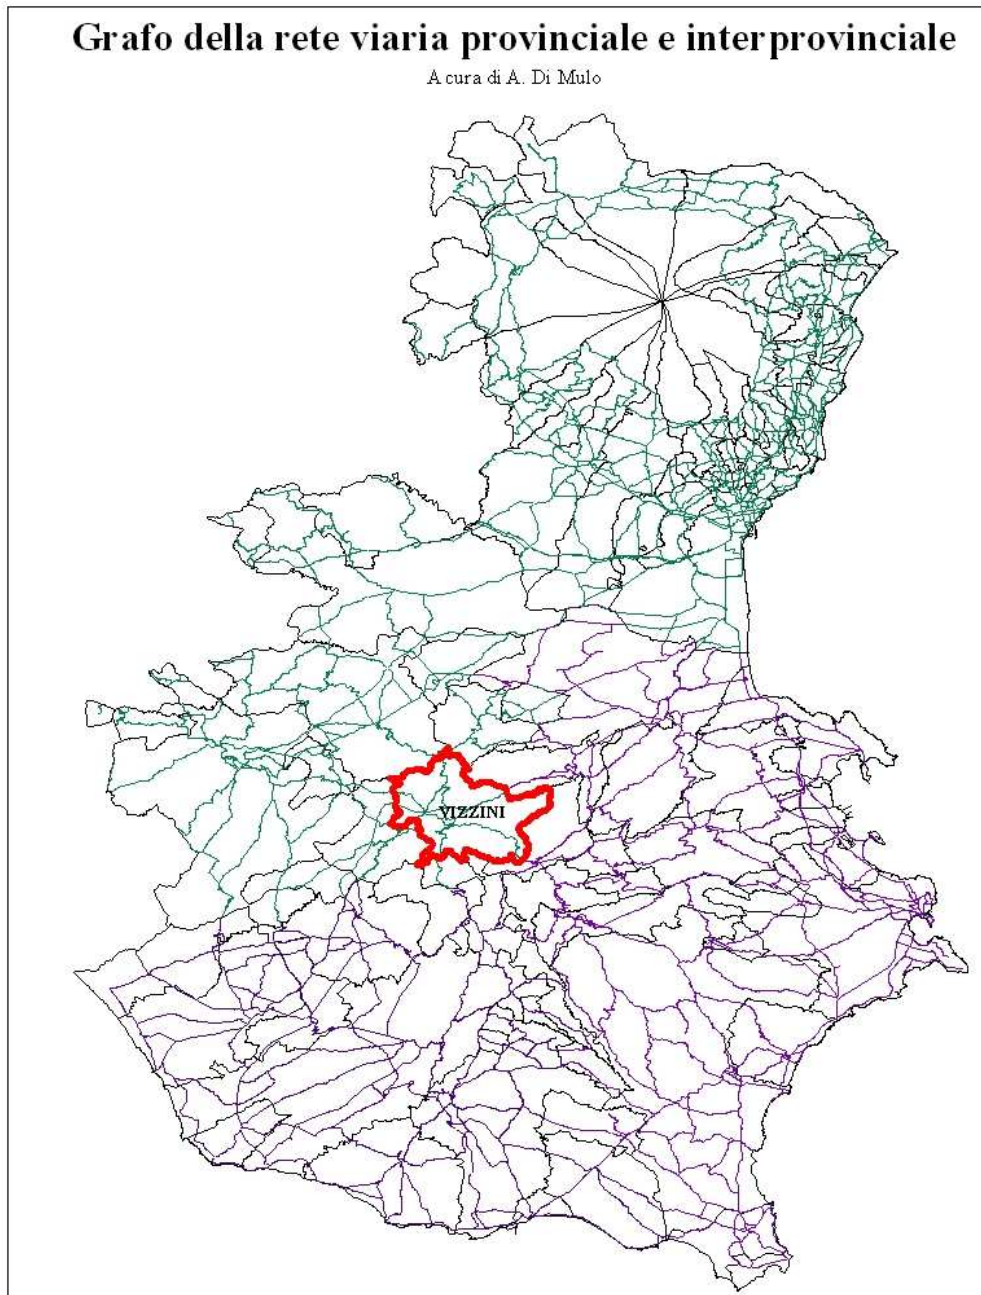 Grafo della rete viaria provinciale e interprovinciale
A cura di A. Di Mulo
VIZZINI